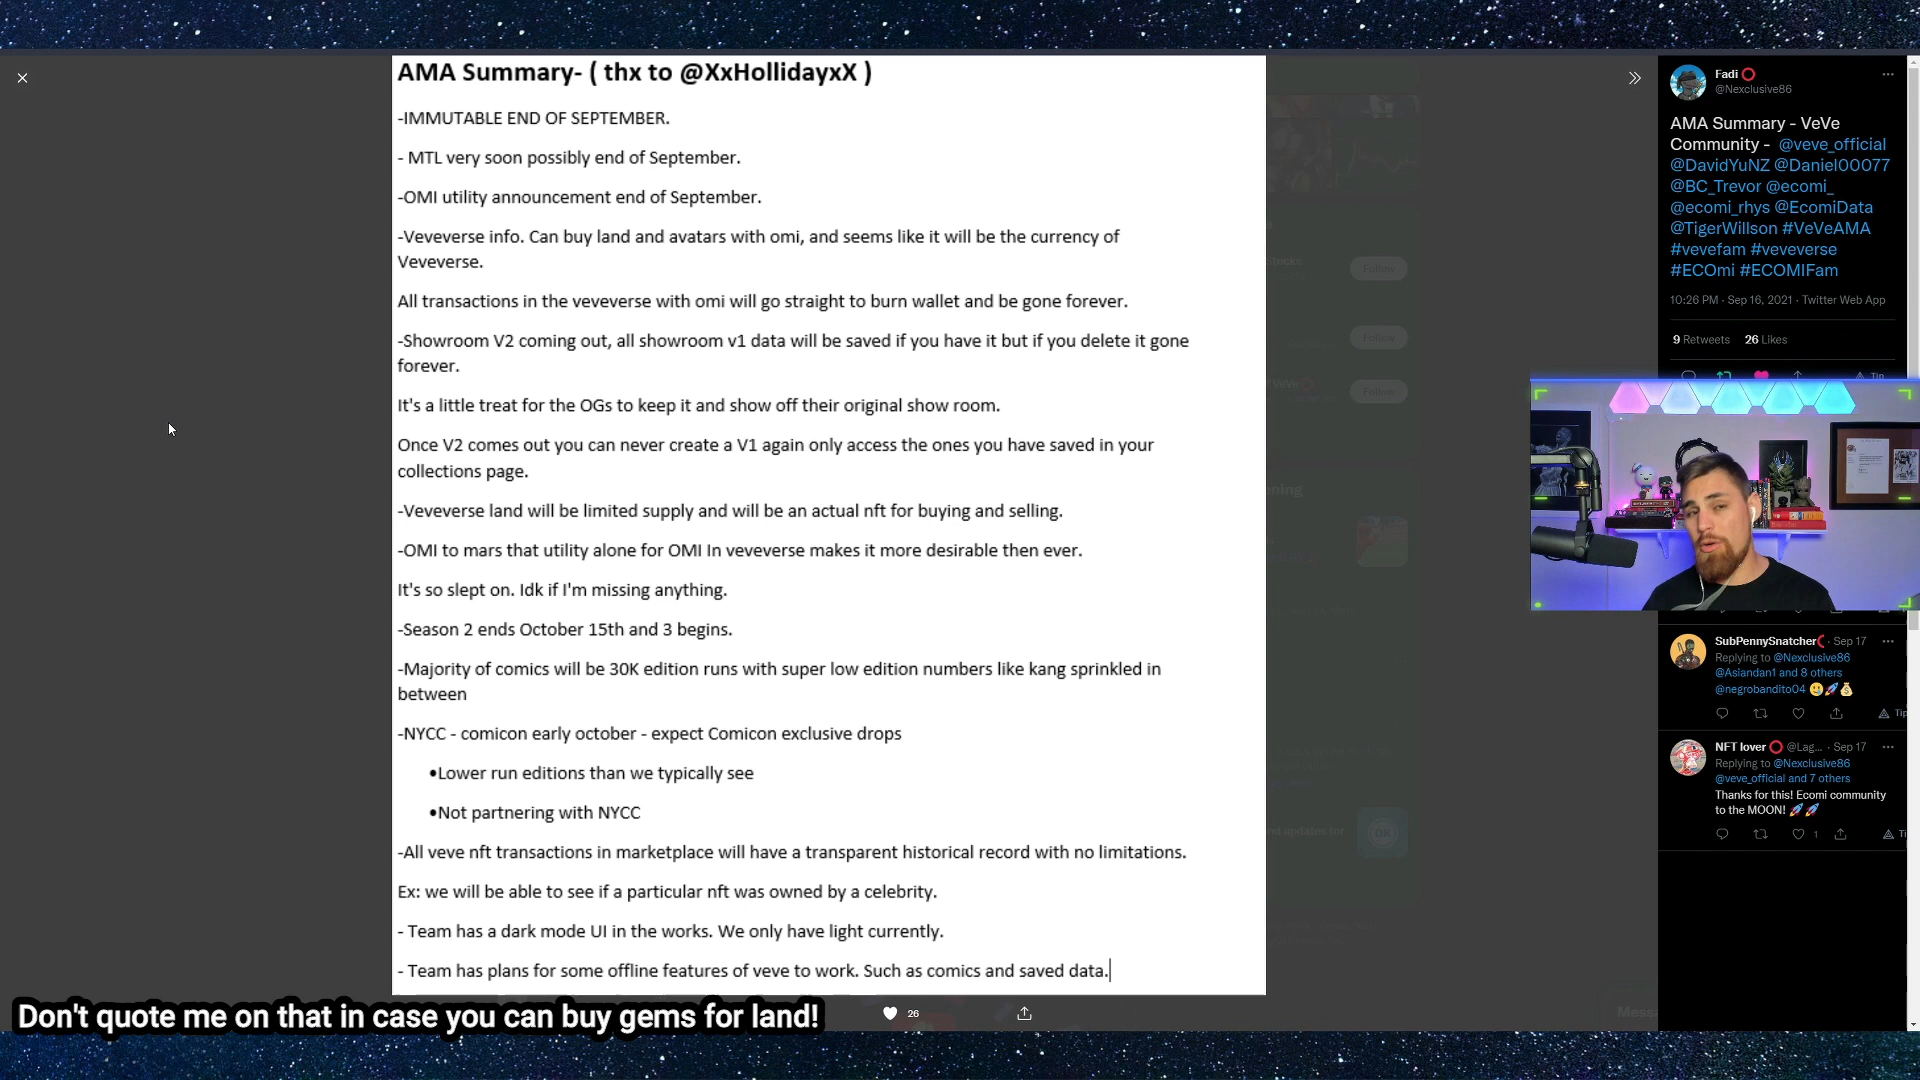 AMA Summary- ( thx to @XxHollidayxX )
-IMMUTABLE END OF SEPTEMBER.
- MTL very soon possibly end of September.
-OMI utility announcement end of September.
-Veveverse info. Can buy land and avatars with omi, and seems like it will be the currency of
Veveverse.
All transactions in the veveverse with omi will go straight to burn wallet and be gone forever.
-Showroom V2 coming out, all showroom v1 data will be saved if you have it but if you delete it gone
forever.
It's a little treat for the OGs to keep it and show off their original show room.
Once V2 comes out you can never create a V1 again only access the ones you have saved in your
collections page.
-Veveverse land will be limited supply and will be an actual nft for buying and selling.
-OMI to mars that utility alone for OMI In veveverse makes it more desirable then ever.
It's so slept on. Idk if I'm missing anything.
-Season 2 ends October 15th and 3 begins.
-Majority of comics will be 30K edition runs with super low edition numbers like kang sprinkled in
between
-NYCC - comicon early october - expect Comicon exclusive drops
•Lower run editions than we typically see
•Not partnering with NYCC
-All veve nft transactions in marketplace will have a transparent historical record with no limitations.
Ex: we will be able to see if a particular nft was owned by a celebrity.
- Team has a dark mode UI in the works. We only have light currently.
- Team has plans for some offline features of veve to work. Such as comics and saved data.
Don't quote me on that in case you can buy gems for land!
26
Stocks
Follow
Follow
Follow
Fadi
@Nexclusive86
AMA Summary - VeVe
Community - @veve_official
@DavidYuNZ @Daniel00077
@BC_Trevor @ecomi_
@ecomi_rhys @EcomiData
@TigerWillson #VeVeAMA
#vevefam #veveverse
#ECOmi #ECOMIFam
10:26 PM · Sep 16, 2021 · Twitter Web App
9 Retweets 26 Likes
Tip
SubPennySnatcher · Sep 17
Replying to @Nexclusive86
@Asiandan1 and 8 others
@negrobandito04
Tip
NFT lover @Lag... · Sep 17
Replying to @Nexclusive86
@veve_official and 7 others
Thanks for this! Ecomi community
to the MOON!
1
Ti